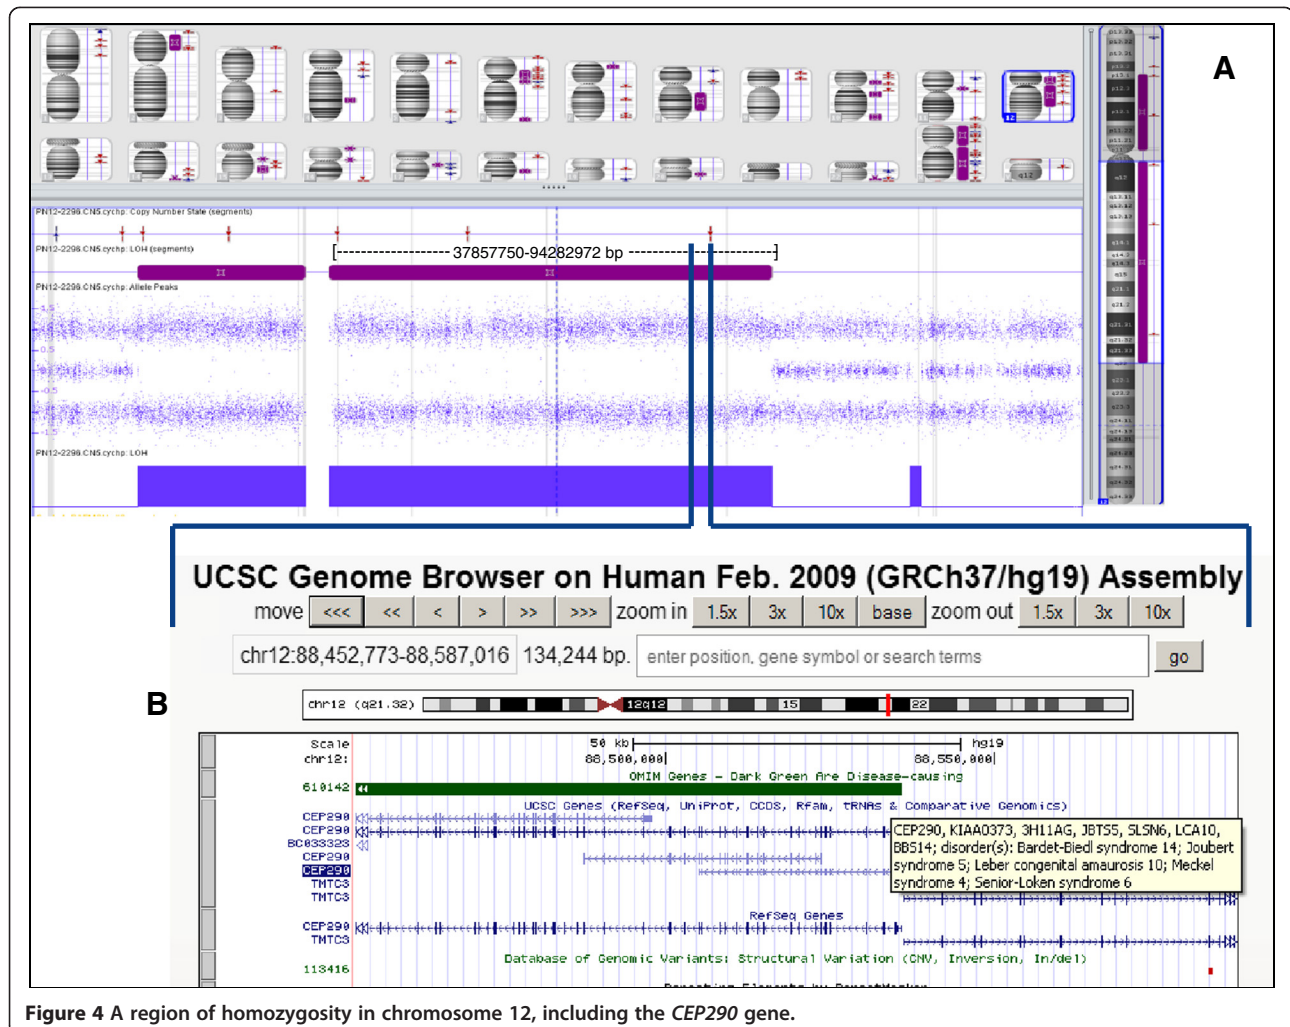 A
PN12-2296.CN5.cychp: Copy Number State (segments)
PN12-2296.CN5.cychp: LOH (segments)
[---------------- 37857750-94282972 bp ----------------]
PN12-2296.CN5.cychp: Allele Peaks
PN12-2296.CN5.cychp: LOH
12
q12
UCSC Genome Browser on Human Feb. 2009 (GRCh37/hg19) Assembly
move <<< << < > >> >>> zoom in 1.5x 3x 10x base zoom out 1.5x 3x 10x
chr12:88,452,773-88,587,016 134,244 bp. enter position, gene symbol or search terms go
B
chr12 (q21.32) 12q12 15 22
Scale 50 kb hg19
chr12: 88,500,000| 88,550,000|
OMIM Genes - Dark Green Are Disease-causing
610142
UCSC Genes (RefSeq, UniProt, CCDS, Rfam, tRNAs & Comparative Genomics)
CEP290
CEP290
BC033323
CEP290
CEP290
TMTC3
TMTC3
CEP290, KIAA0373, 3H11AG, JBTS5, SLSN6, LCA10,
BBS14; disorder(s): Bardet-Biedl syndrome 14; Joubert
syndrome 5; Leber congenital amaurosis 10; Meckel
syndrome 4; Senior-Loken syndrome 6
RefSeq Genes
CEP290
TMTC3
Database of Genomic Variants: Structural Variation (CNV, Inversion, In/del)
113416
Figure 4 A region of homozygosity in chromosome 12, including the CEP290 gene.